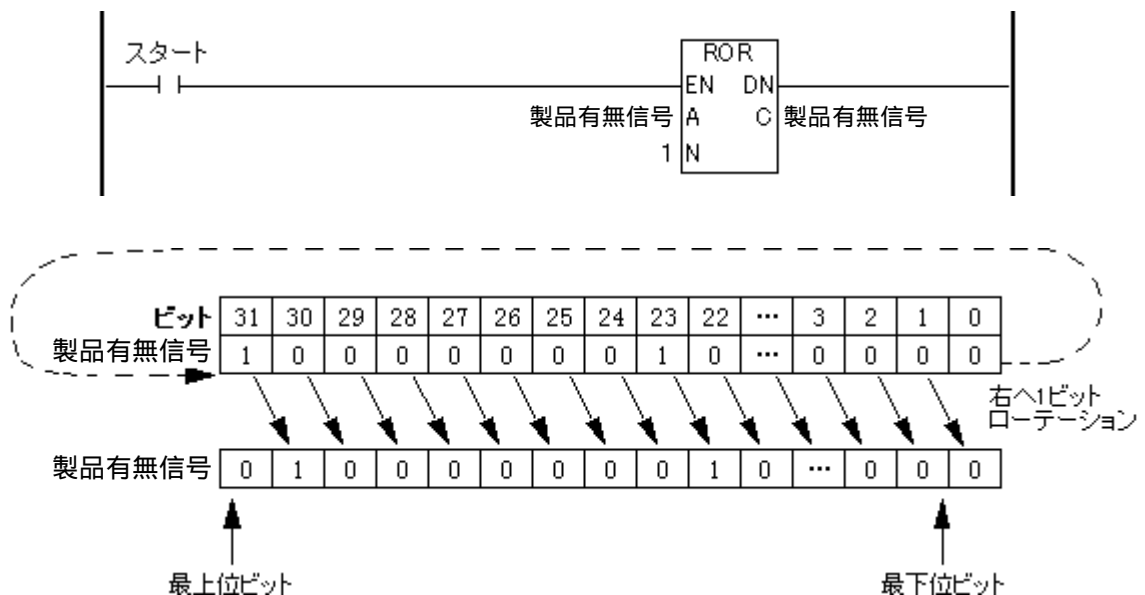 スタート
ROR
EN DN
製品有無信号 A C 製品有無信号
1 N
ビット 31 30 29 28 27 26 25 24 23 22 … 3 2 1 0
製品有無信号 1 0 0 0 0 0 0 0 1 0 … 0 0 0 0
右へ1ビット
ローテーション
製品有無信号 0 1 0 0 0 0 0 0 0 1 0 … 0 0 0
最上位ビット 最下位ビット